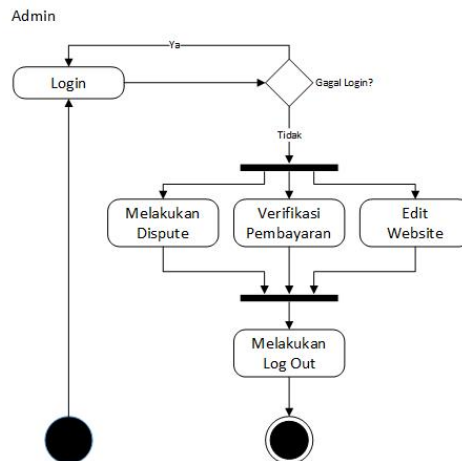 Admin
Ya
Login
Gagal Login?
Tidak
Melakukan
Dispute
Verifikasi
Pembayaran
Edit
Website
Melakukan
Log Out